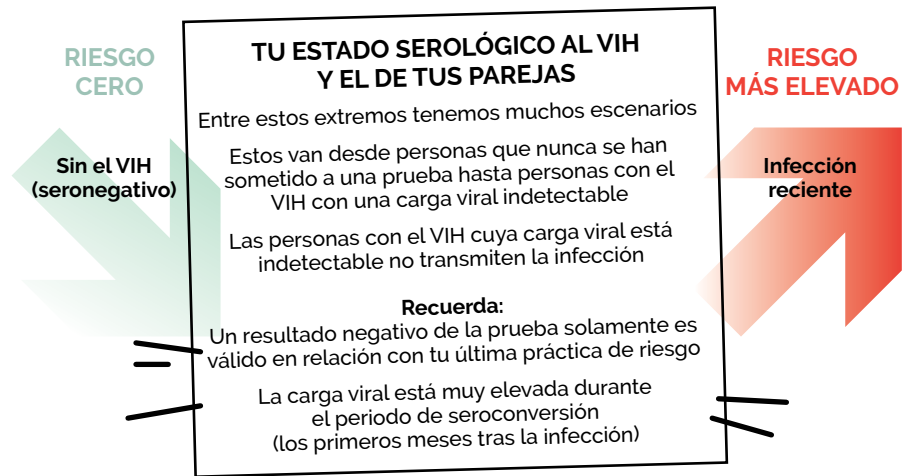 RIESGO
CERO
Sin el VIH
(seronegativo)
TU ESTADO SEROLÓGICO AL VIH
Y EL DE TUS PAREJAS
Entre estos extremos tenemos muchos escenarios
Estos van desde personas que nunca se han
sometido a una prueba hasta personas con el
VIH con una carga viral indetectable
Las personas con el VIH cuya carga viral está
indetectable no transmiten la infección
Recuerda:
Un resultado negativo de la prueba solamente es
válido en relación con tu última práctica de riesgo
La carga viral está muy elevada durante
el periodo de seroconversión
(los primeros meses tras la infección)
RIESGO
MÁS ELEVADO
Infección
reciente